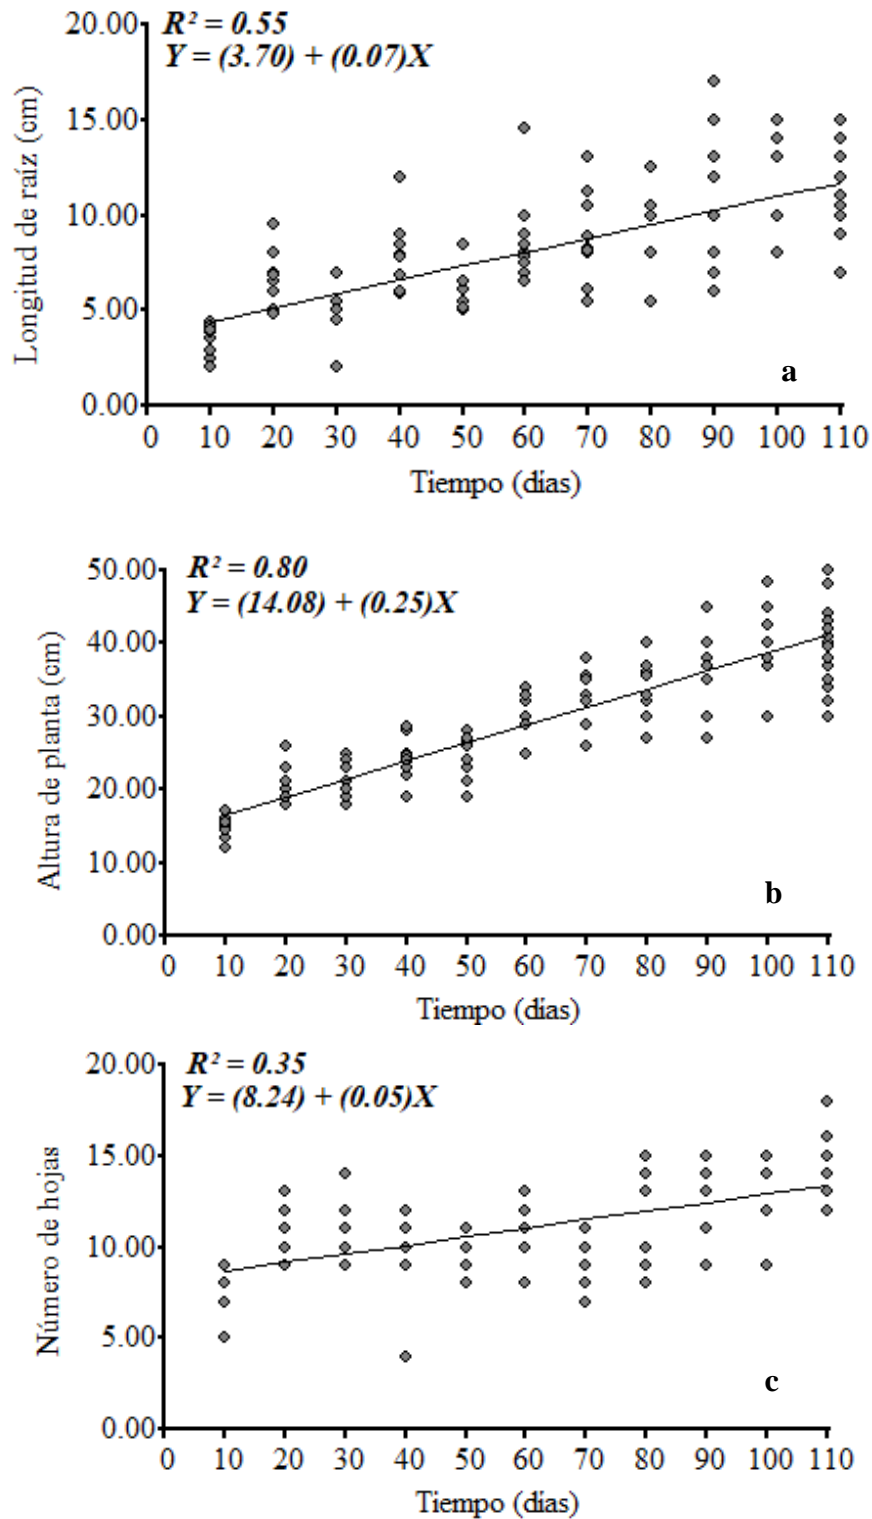 R² = 0.55
Y = (3.70) + (0.07)X
20.00
15.00
10.00
5.00
0.00
Longitud de raíz (cm)
a
0 10 20 30 40 50 60 70 80 90 100 110
Tiempo (días)
R² = 0.80
Y = (14.08) + (0.25)X
50.00
40.00
30.00
20.00
10.00
0.00
Altura de planta (cm)
b
0 10 20 30 40 50 60 70 80 90 100 110
Tiempo (días)
R² = 0.35
Y = (8.24) + (0.05)X
20.00
15.00
10.00
5.00
0.00
Número de hojas
c
0 10 20 30 40 50 60 70 80 90 100 110
Tiempo (días)